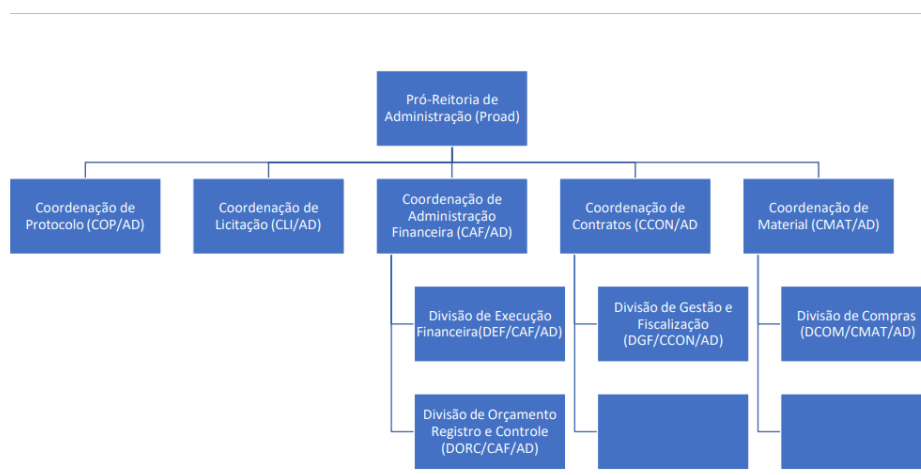 Pró-Reitoria de
Administração (Proad)
Coordenação de
Protocolo (COP/AD)
Coordenação de
Licitação (CLI/AD)
Coordenação de
Administração
Financeira (CAF/AD)
Coordenação de
Contratos (CCON/AD
Coordenação de
Material (CMAT/AD)
Divisão de Execução
Financeira(DEF/CAF/AD)
Divisão de Gestão e
Fiscalização
(DGF/CCON/AD)
Divisão de Compras
(DCOM/CMAT/AD)
Divisão de Orçamento
Registro e Controle
(DORC/CAF/AD)